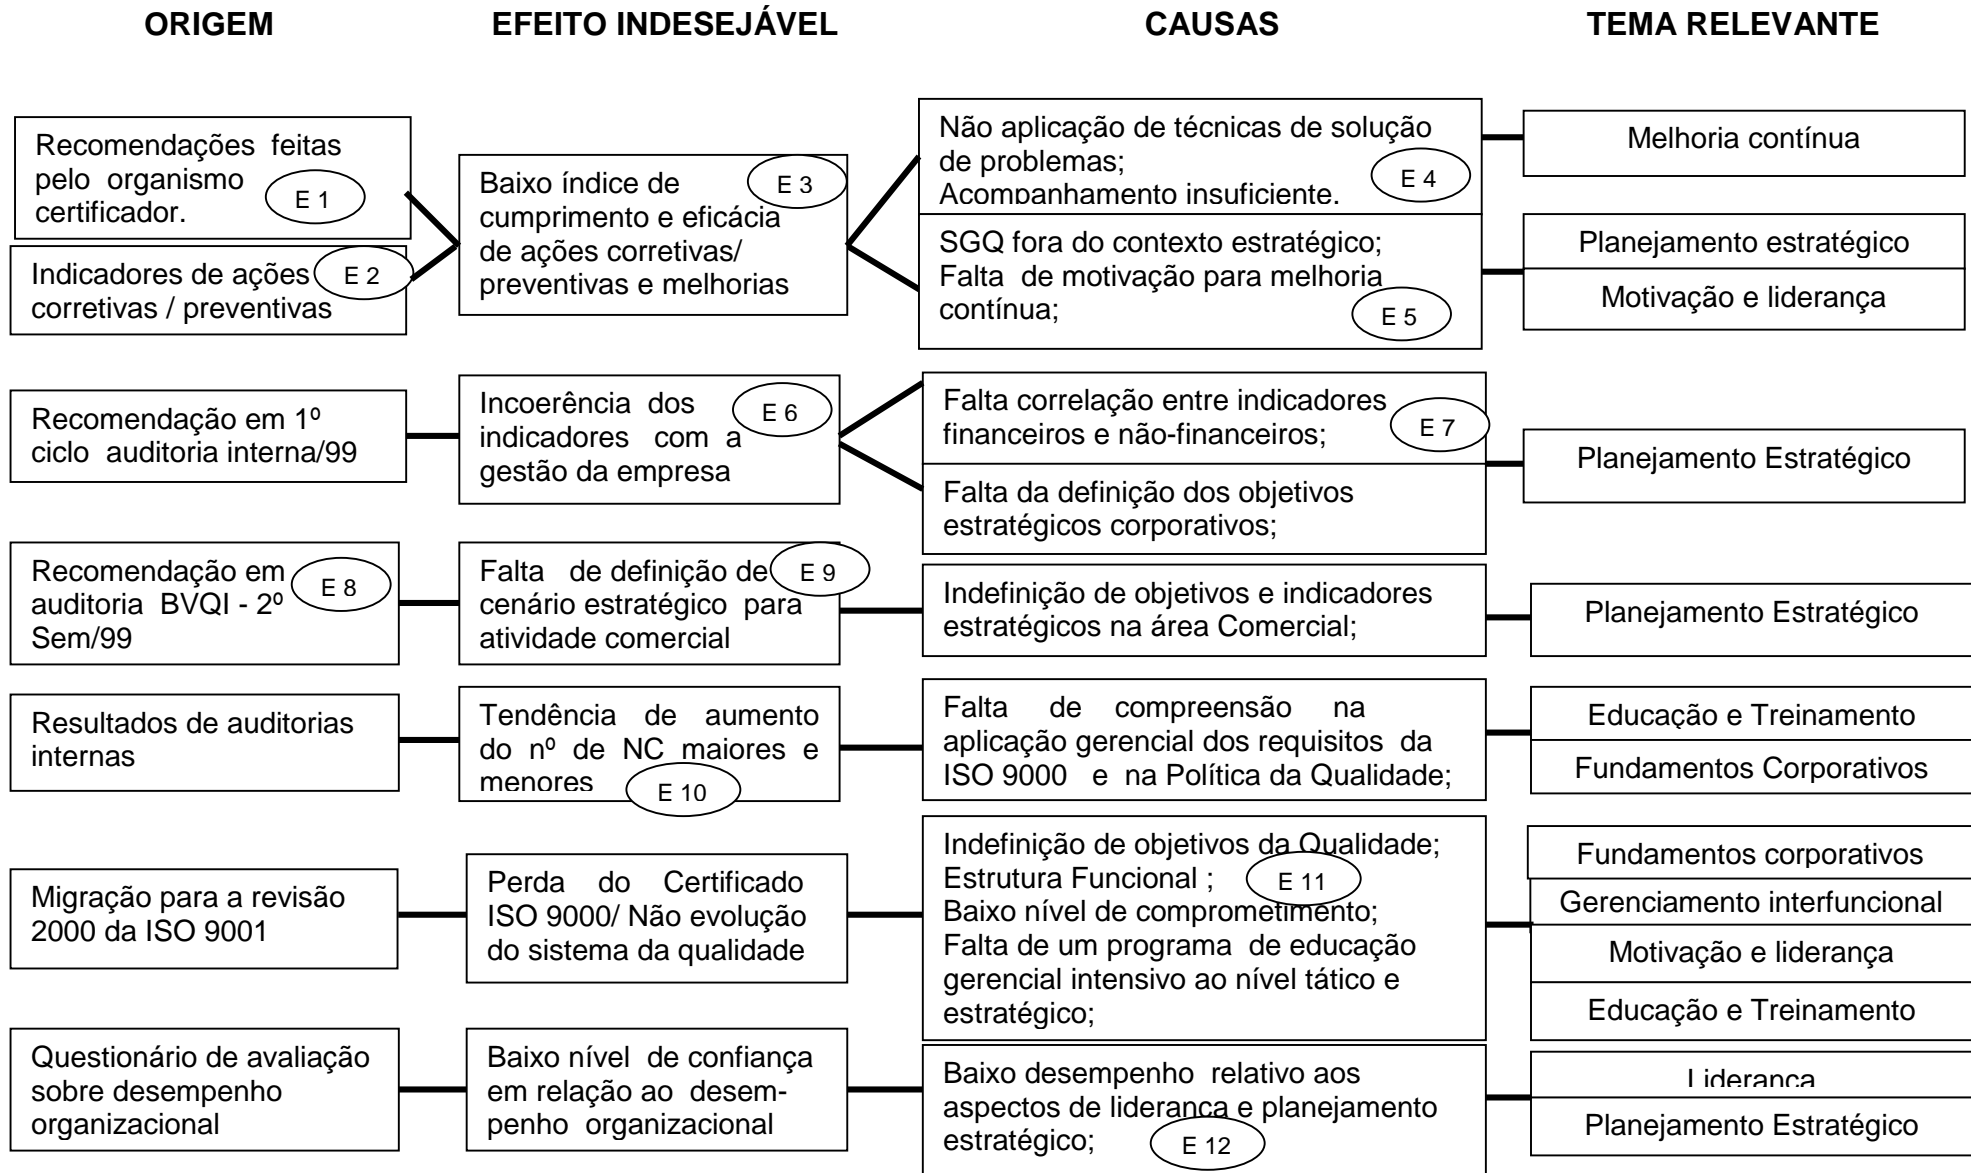 ORIGEM
EFEITO INDESEJÁVEL
CAUSAS
TEMA RELEVANTE
Recomendações feitas
pelo organismo
certificador.
E 1
Indicadores de ações
corretivas / preventivas
E 2
Baixo índice de
cumprimento e eficácia
de ações corretivas/
preventivas e melhorias
E 3
Não aplicação de técnicas de solução
de problemas;
Acompanhamento insuficiente.
E 4
SGQ fora do contexto estratégico;
Falta de motivação para melhoria
contínua;
E 5
Melhoria contínua
Planejamento estratégico
Motivação e liderança
Recomendação em 1º
ciclo auditoria interna/99
Incoerência dos
indicadores com a
gestão da empresa
E 6
Falta correlação entre indicadores
financeiros e não-financeiros;
E 7
Falta da definição dos objetivos
estratégicos corporativos;
Planejamento Estratégico
Recomendação em
auditoria BVQI - 2º
Sem/99
E 8
Falta de definição de
cenário estratégico para
atividade comercial
E 9
Indefinição de objetivos e indicadores
estratégicos na área Comercial;
Planejamento Estratégico
Resultados de auditorias
internas
Tendência de aumento
do nº de NC maiores e
menores
E 10
Falta de compreensão na
aplicação gerencial dos requisitos da
ISO 9000 e na Política da Qualidade;
Educação e Treinamento
Fundamentos Corporativos
Migração para a revisão
2000 da ISO 9001
Perda do Certificado
ISO 9000/ Não evolução
do sistema da qualidade
Indefinição de objetivos da Qualidade;
Estrutura Funcional ;
E 11
Baixo nível de comprometimento;
Falta de um programa de educação
gerencial intensivo ao nível tático e
estratégico;
Fundamentos corporativos
Gerenciamento interfuncional
Motivação e liderança
Educação e Treinamento
Questionário de avaliação
sobre desempenho
organizacional
Baixo nível de confiança
em relação ao desem-
penho organizacional
Baixo desempenho relativo aos
aspectos de liderança e planejamento
estratégico;
E 12
Liderança
Planejamento Estratégico